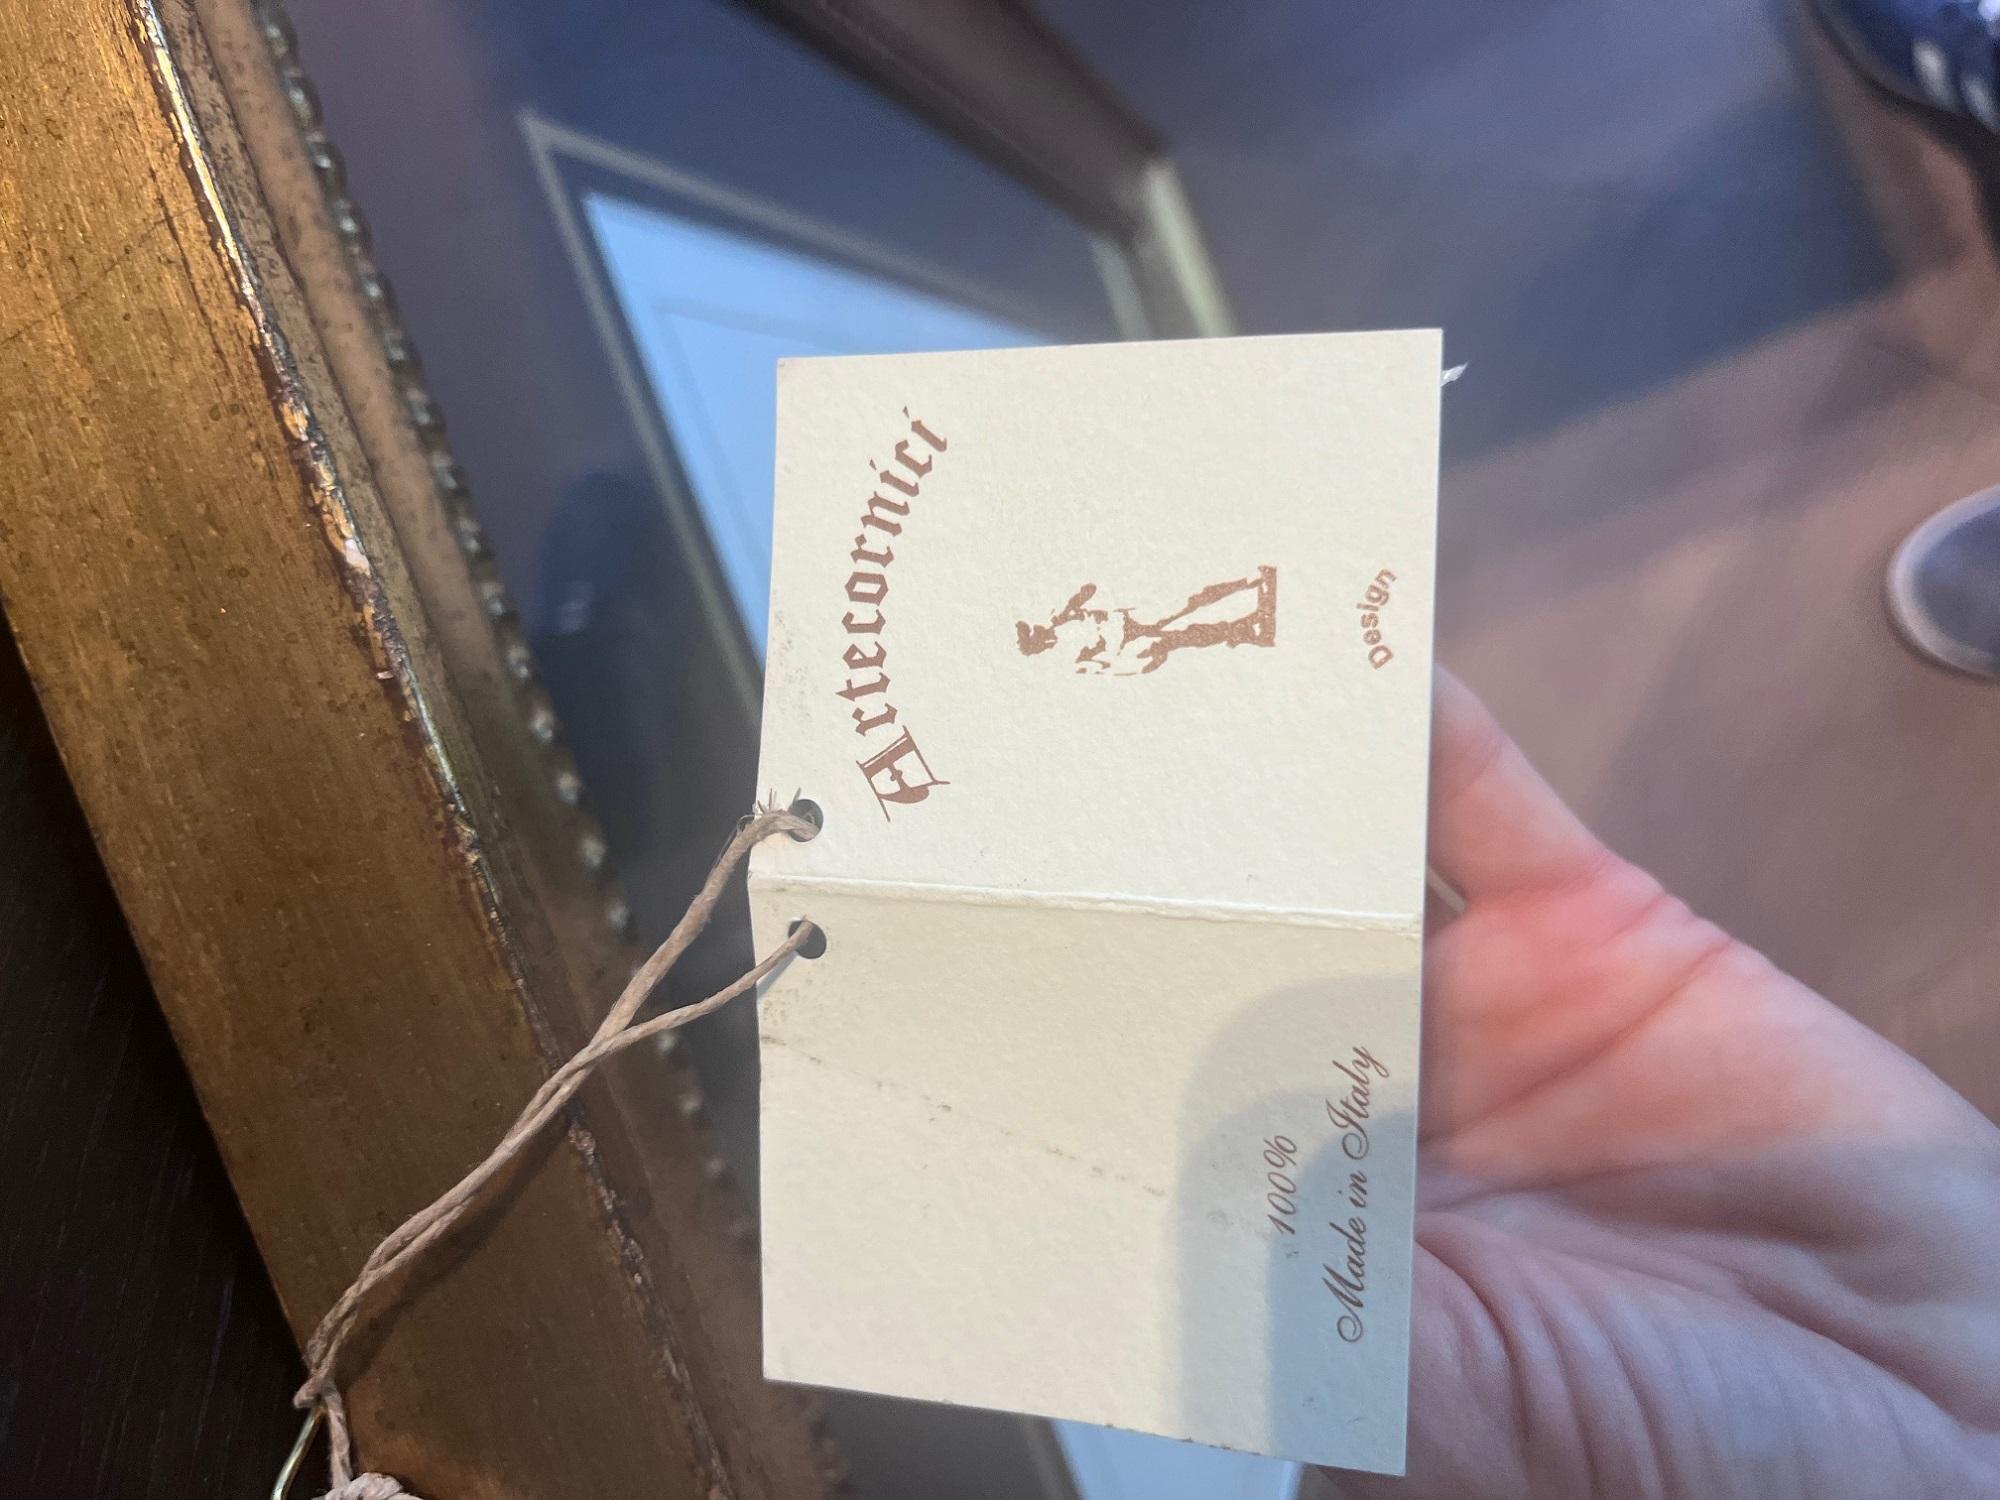 Artecornici
Design
100%
Made in Italy